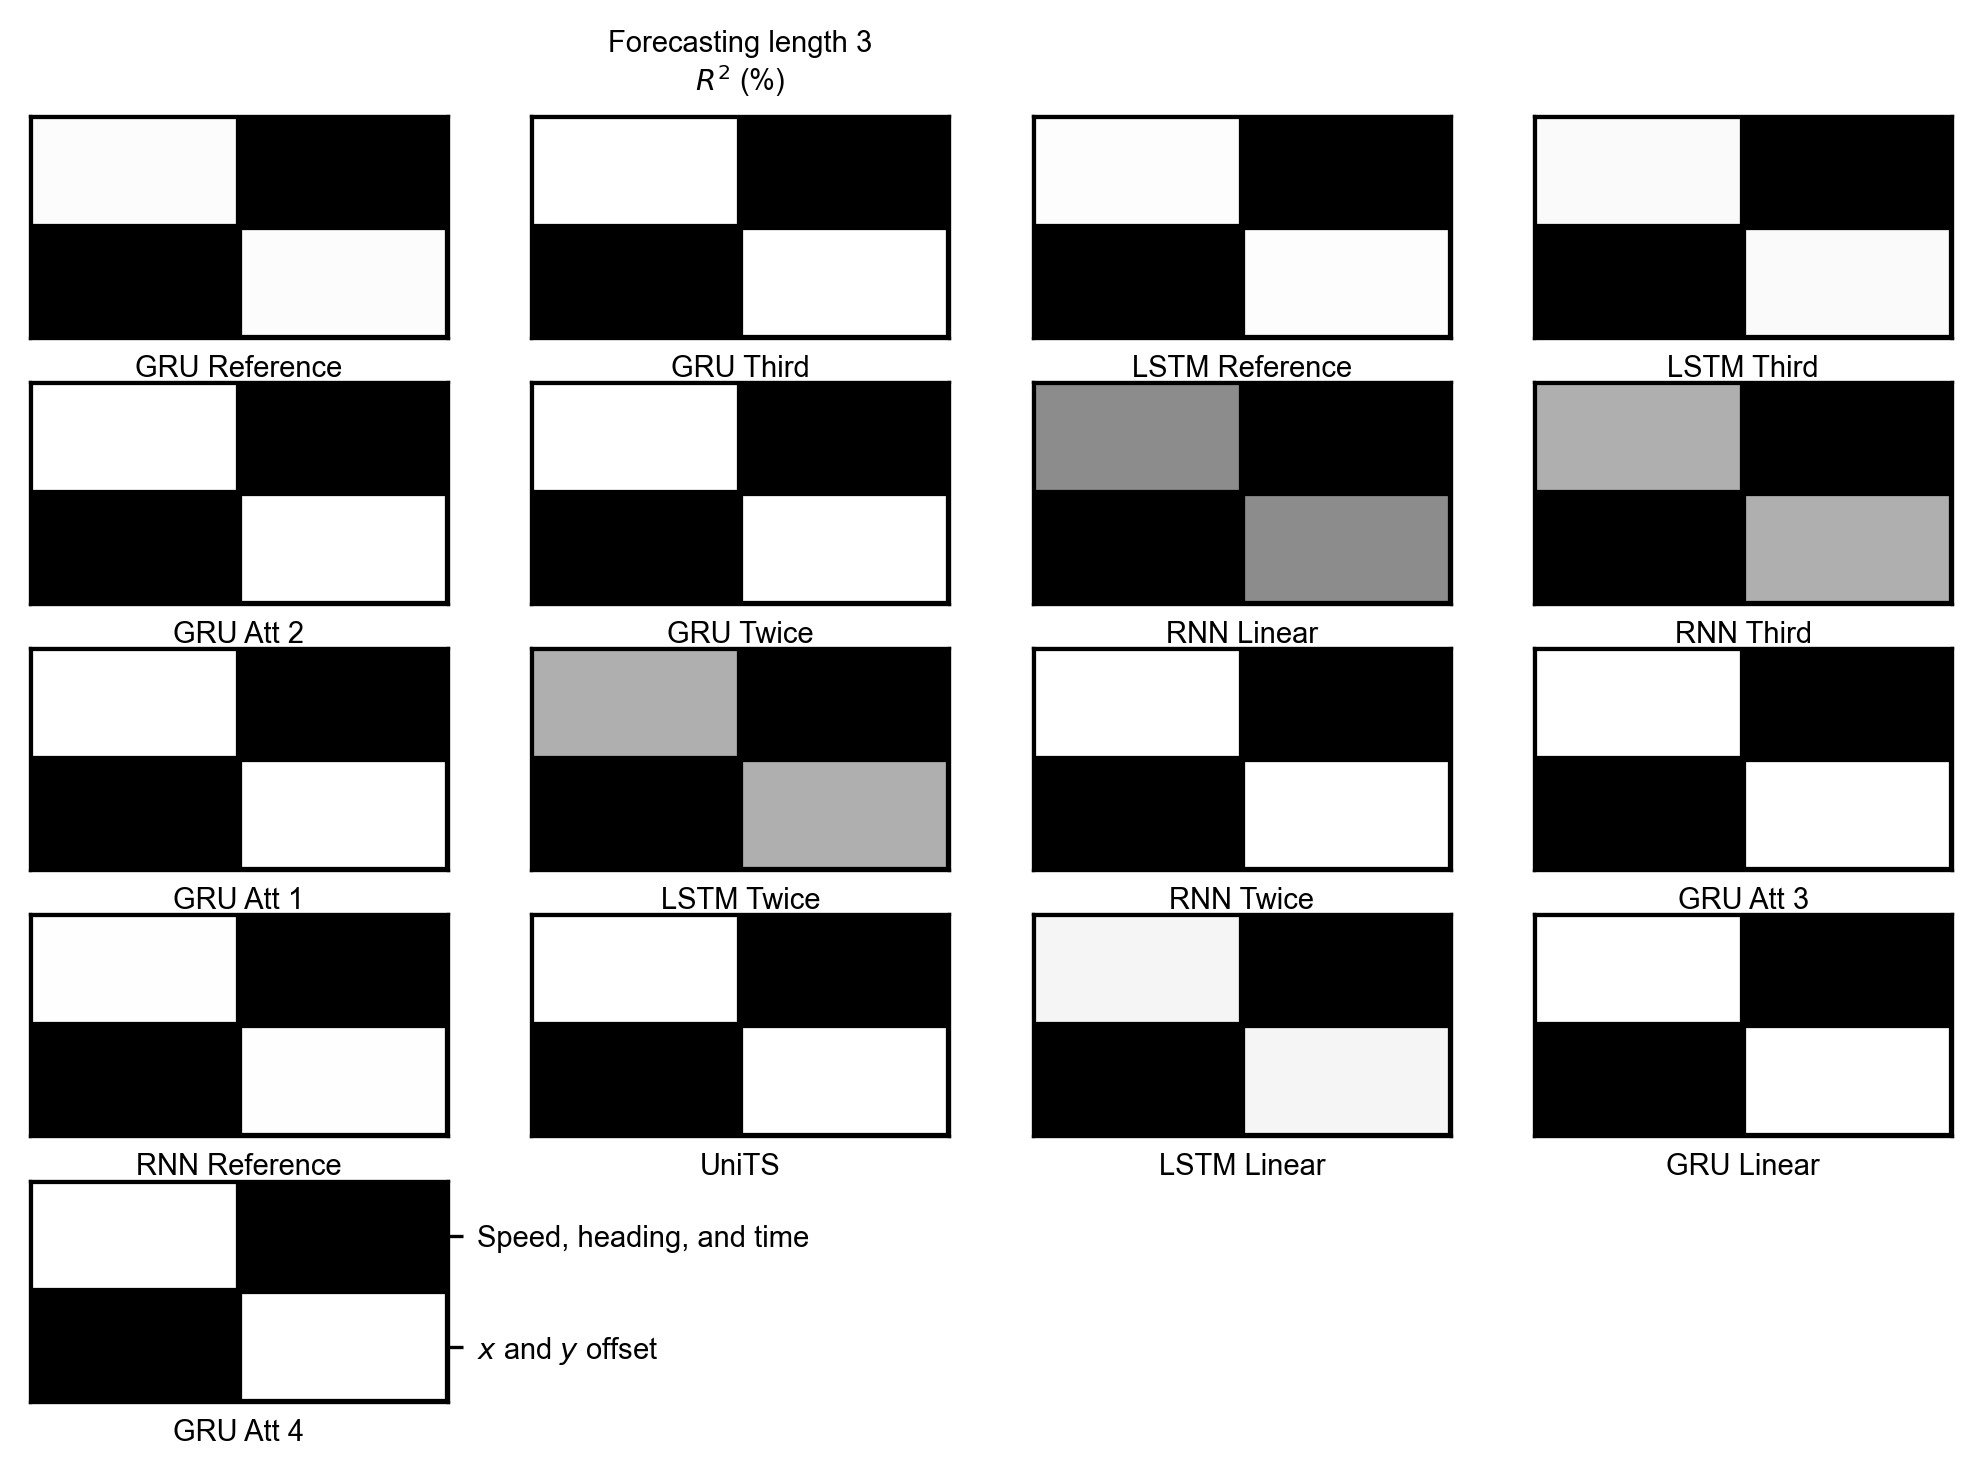 Forecasting length 3
R² (%)
GRU Reference
GRU Third
LSTM Reference
LSTM Third
GRU Att 2
GRU Twice
RNN Linear
RNN Third
GRU Att 1
LSTM Twice
RNN Twice
GRU Att 3
RNN Reference
UniTS
LSTM Linear
GRU Linear
Speed, heading, and time
x and y offset
GRU Att 4